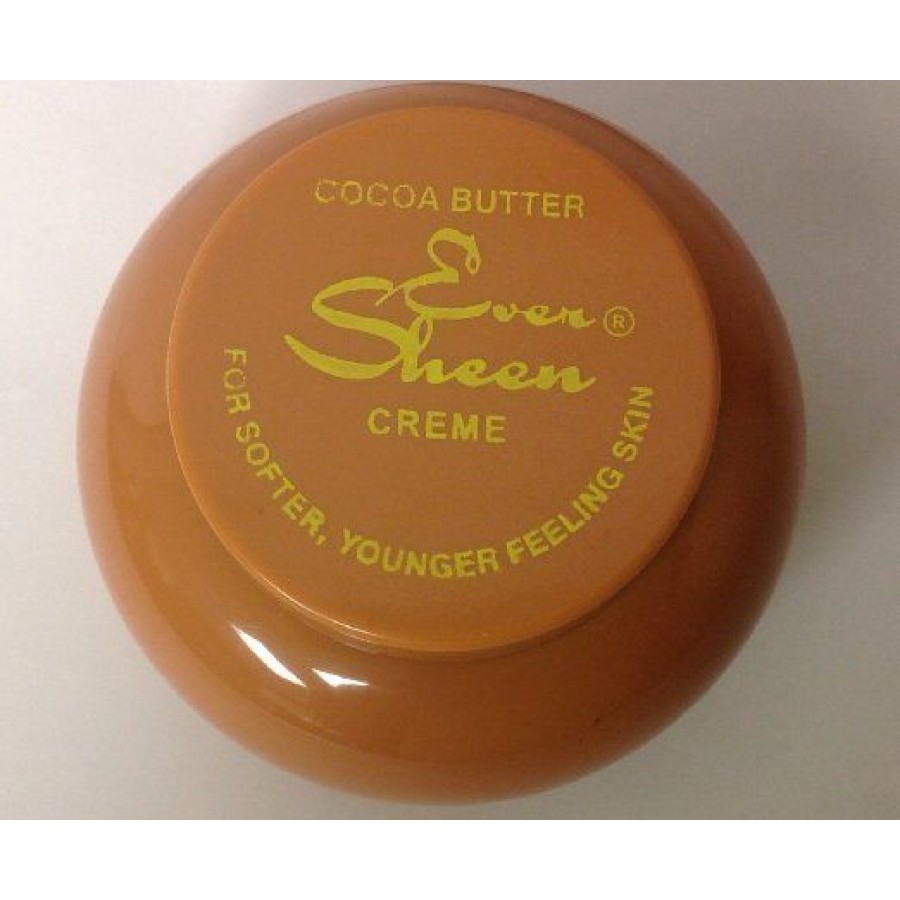 COCOA BUTTER
Ever ®
Sheen
CREME
FOR SOFTER, YOUNGER FEELING SKIN